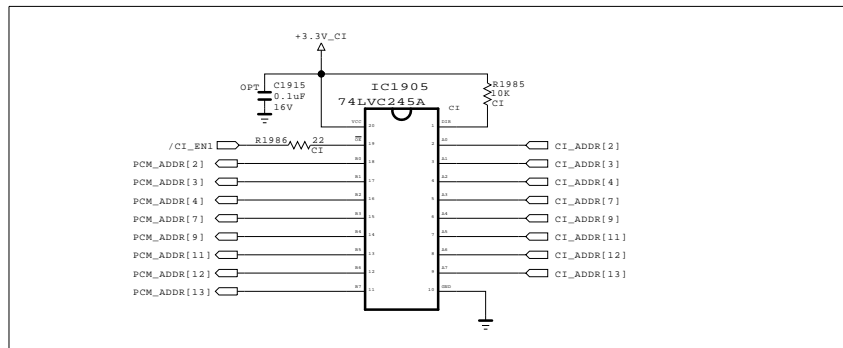 +3.3V_CI
OPT
C1915
0.1uF
16V
IC1905
74LVC245A
CI
R1985
10K
CI
VCC
20
1
DIR
/CI_EN1
R1986
22
CI
OE
19
2
A0
CI_ADDR[2]
PCM_ADDR[2]
B0
18
3
A1
CI_ADDR[3]
PCM_ADDR[3]
B1
17
4
A2
CI_ADDR[4]
PCM_ADDR[4]
B2
16
5
A3
CI_ADDR[7]
PCM_ADDR[7]
B3
15
6
A4
CI_ADDR[9]
PCM_ADDR[9]
B4
14
7
A5
CI_ADDR[11]
PCM_ADDR[11]
B5
13
8
A6
CI_ADDR[12]
PCM_ADDR[12]
B6
12
9
A7
CI_ADDR[13]
PCM_ADDR[13]
B7
11
10
GND